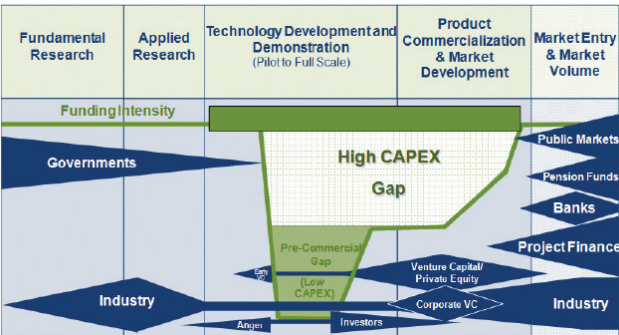 Fundamental
Research
Applied
Research
Technology Development and
Demonstration
(Pilot to Full Scale)
Product
Commercialization
& Market
Development
Market Entry
& Market
Volume
Funding Intensity
Governments
High CAPEX
Gap
Public Markets
Pension Funds
Banks
Project Finance
Pre-Commercial
Gap
(Low
CAPEX)
Early
VC
Venture Capital/
Private Equity
Industry
Corporate VC
Industry
Angel
Investors